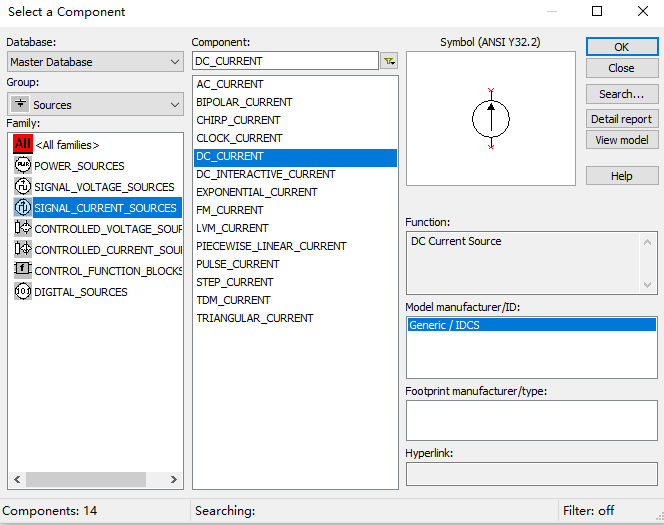 Select a Component
Database:
Master Database
Group:
Sources
Family:
All <All families>
POWER_SOURCES
SIGNAL_VOLTAGE_SOURCES
SIGNAL_CURRENT_SOURCES
CONTROLLED_VOLTAGE_SOUR
CONTROLLED_CURRENT_SOUR
CONTROL_FUNCTION_BLOCKS
DIGITAL_SOURCES
Component:
DC_CURRENT
AC_CURRENT
BIPOLAR_CURRENT
CHIRP_CURRENT
CLOCK_CURRENT
DC_CURRENT
DC_INTERACTIVE_CURRENT
EXPONENTIAL_CURRENT
FM_CURRENT
LVM_CURRENT
PIECEWISE_LINEAR_CURRENT
PULSE_CURRENT
STEP_CURRENT
TDM_CURRENT
TRIANGULAR_CURRENT
Symbol (ANSI Y32.2)
Function:
DC Current Source
Model manufacturer/ID:
Generic / IDCS
Footprint manufacturer/type:
Hyperlink:
OK
Close
Search...
Detail report
View model
Help
Components: 14
Searching:
Filter: off